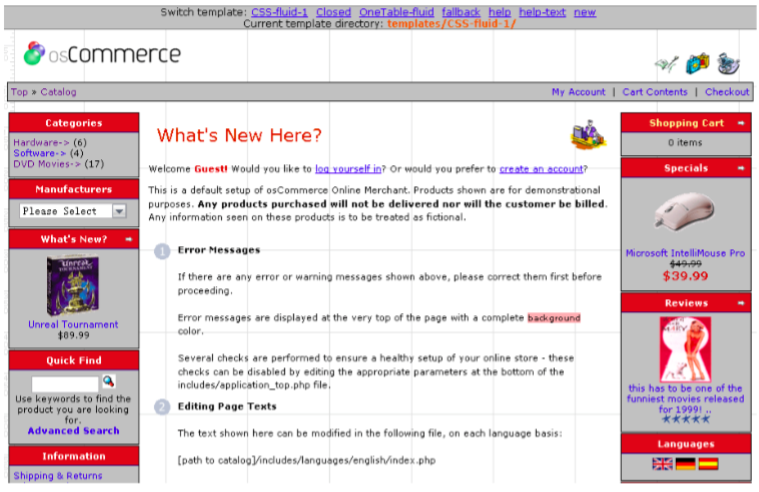 Switch template: CSS-fluid-1 Closed OneTable-fluid fallback help help-text new
Current template directory: templates/CSS-fluid-1/
osCommerce
Top » Catalog
My Account | Cart Contents | Checkout
Categories
Hardware-> (6)
Software-> (4)
DVD Movies-> (17)
Manufacturers
Please Select
What's New?
Unreal Tournament
$89.99
Quick Find
Use keywords to find the
product you are looking
for.
Advanced Search
Information
Shipping & Returns
What's New Here?
Welcome Guest! Would you like to log yourself in? Or would you prefer to create an account?
This is a default setup of osCommerce Online Merchant. Products shown are for demonstrational
purposes. Any products purchased will not be delivered nor will the customer be billed.
Any information seen on these products is to be treated as fictional.
1 Error Messages
If there are any error or warning messages shown above, please correct them first before
proceeding.
Error messages are displayed at the very top of the page with a complete background
color.
Several checks are performed to ensure a healthy setup of your online store - these
checks can be disabled by editing the appropriate parameters at the bottom of the
includes/application_top.php file.
2 Editing Page Texts
The text shown here can be modified in the following file, on each language basis:
[path to catalog]/includes/languages/english/index.php
Shopping Cart
0 items
Specials
Microsoft IntelliMouse Pro
$49.99
$39.99
Reviews
this has to be one of the
funniest movies released
for 1999! ..
Languages